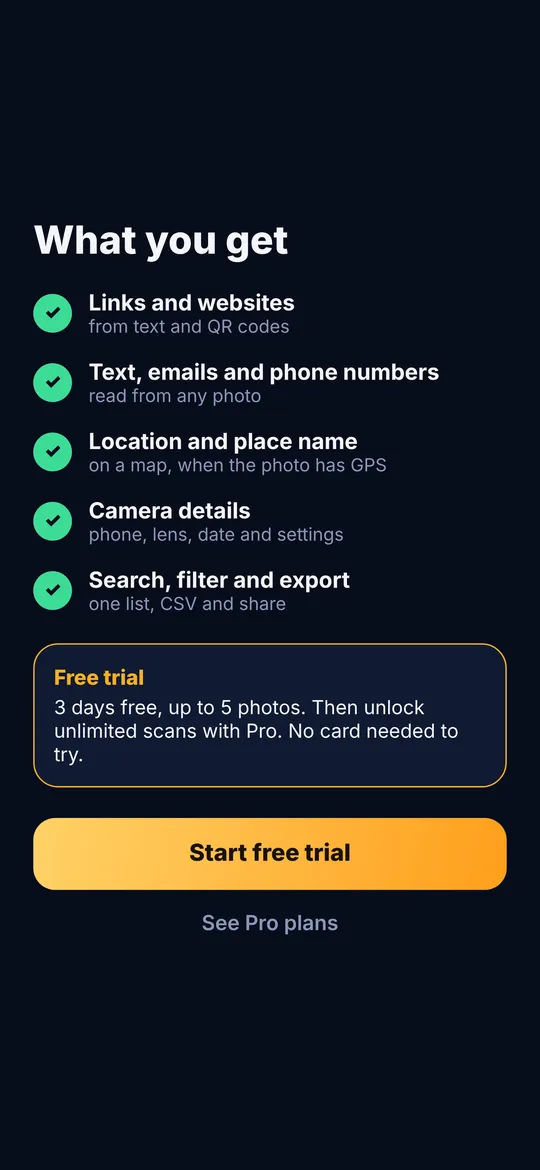 What you get
Links and websites
from text and QR codes
Text, emails and phone numbers
read from any photo
Location and place name
on a map, when the photo has GPS
Camera details
phone, lens, date and settings
Search, filter and export
one list, CSV and share
Free trial
3 days free, up to 5 photos. Then unlock
unlimited scans with Pro. No card needed to
try.
Start free trial
See Pro plans